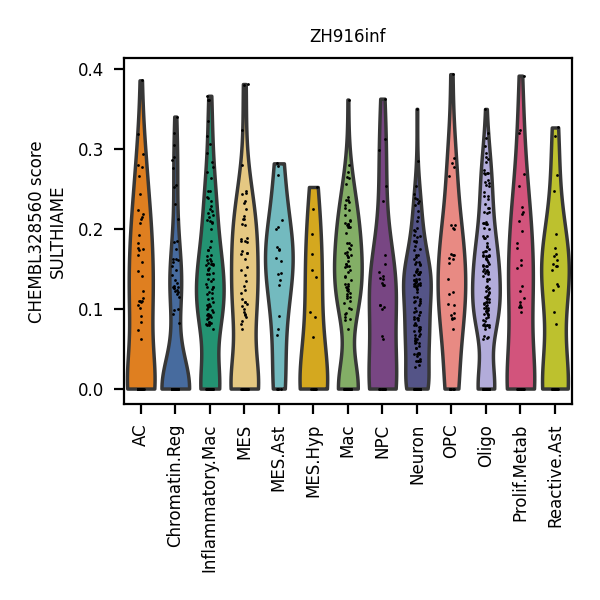 ZH916inf
CHEMBL328560 score
SULTHIAME
0.4
0.3
0.2
0.1
0.0
AC
Chromatin.Reg
Inflammatory.Mac
MES
MES.Ast
MES.Hyp
Mac
NPC
Neuron
OPC
Oligo
Prolif.Metab
Reactive.Ast